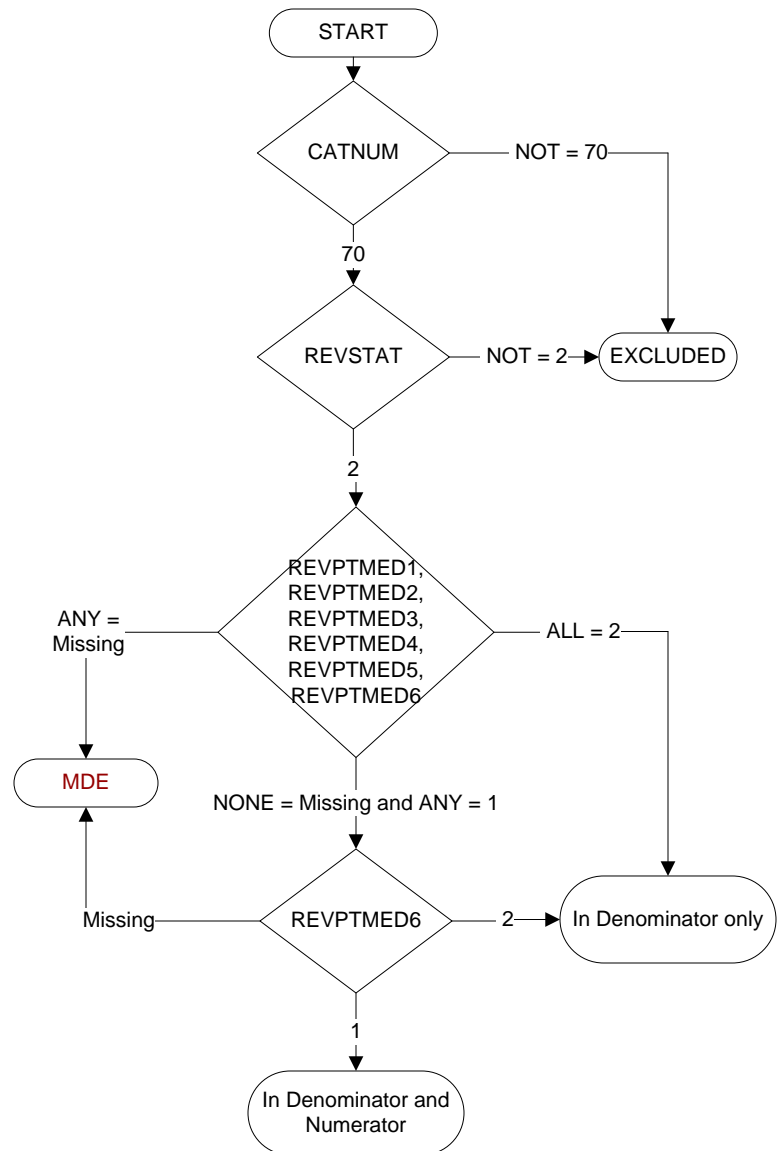 START
CATNUM
NOT = 70
70
REVSTAT
NOT = 2
EXCLUDED
2
REVPTMED1,
REVPTMED2,
REVPTMED3,
REVPTMED4,
REVPTMED5,
REVPTMED6
ANY =
Missing
ALL = 2
MDE
NONE = Missing and ANY = 1
Missing
REVPTMED6
2
In Denominator only
1
In Denominator and
Numerator